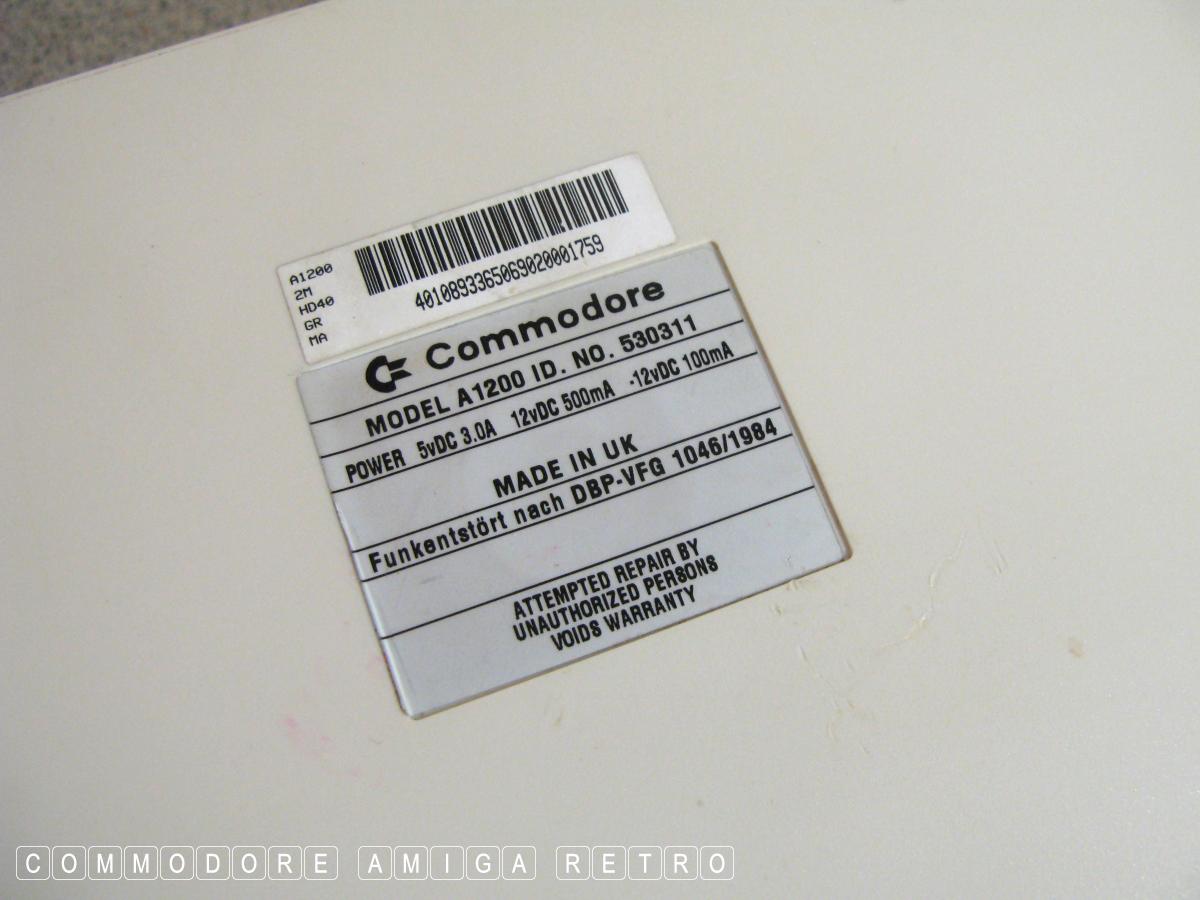 A1200
2M
HD40
GR
MA
4010893365069020001759
Commodore
MODEL A1200 ID. NO. 530311
POWER 5vDC 3.0A 12vDC 500mA -12vDC 100mA
MADE IN UK
Funkentstört nach DBP-VFG 1046/1984
ATTEMPTED REPAIR BY
UNAUTHORIZED PERSONS
VOIDS WARRANTY
COMMODORE AMIGA RETRO